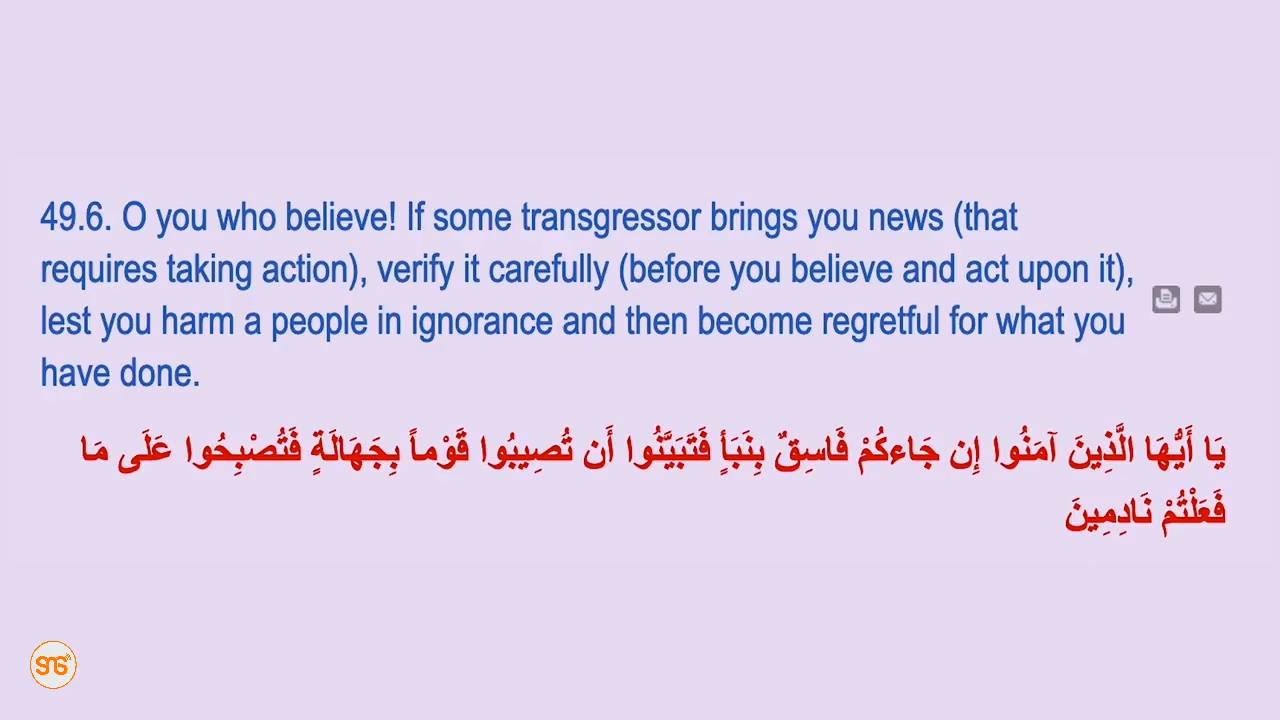 49.6. O you who believe! If some transgressor brings you news (that
requires taking action), verify it carefully (before you believe and act upon it),
lest you harm a people in ignorance and then become regretful for what you
have done.
يَا أَيُّهَا الَّذِينَ آمَنُوا إِن جَاءكُمْ فَاسِقٌ بِنَبَأٍ فَتَبَيَّنُوا أَن تُصِيبُوا قَوْماً بِجَهَالَةٍ فَتُصْبِحُوا عَلَى مَا
فَعَلْتُمْ نَادِمِينَ
SNG